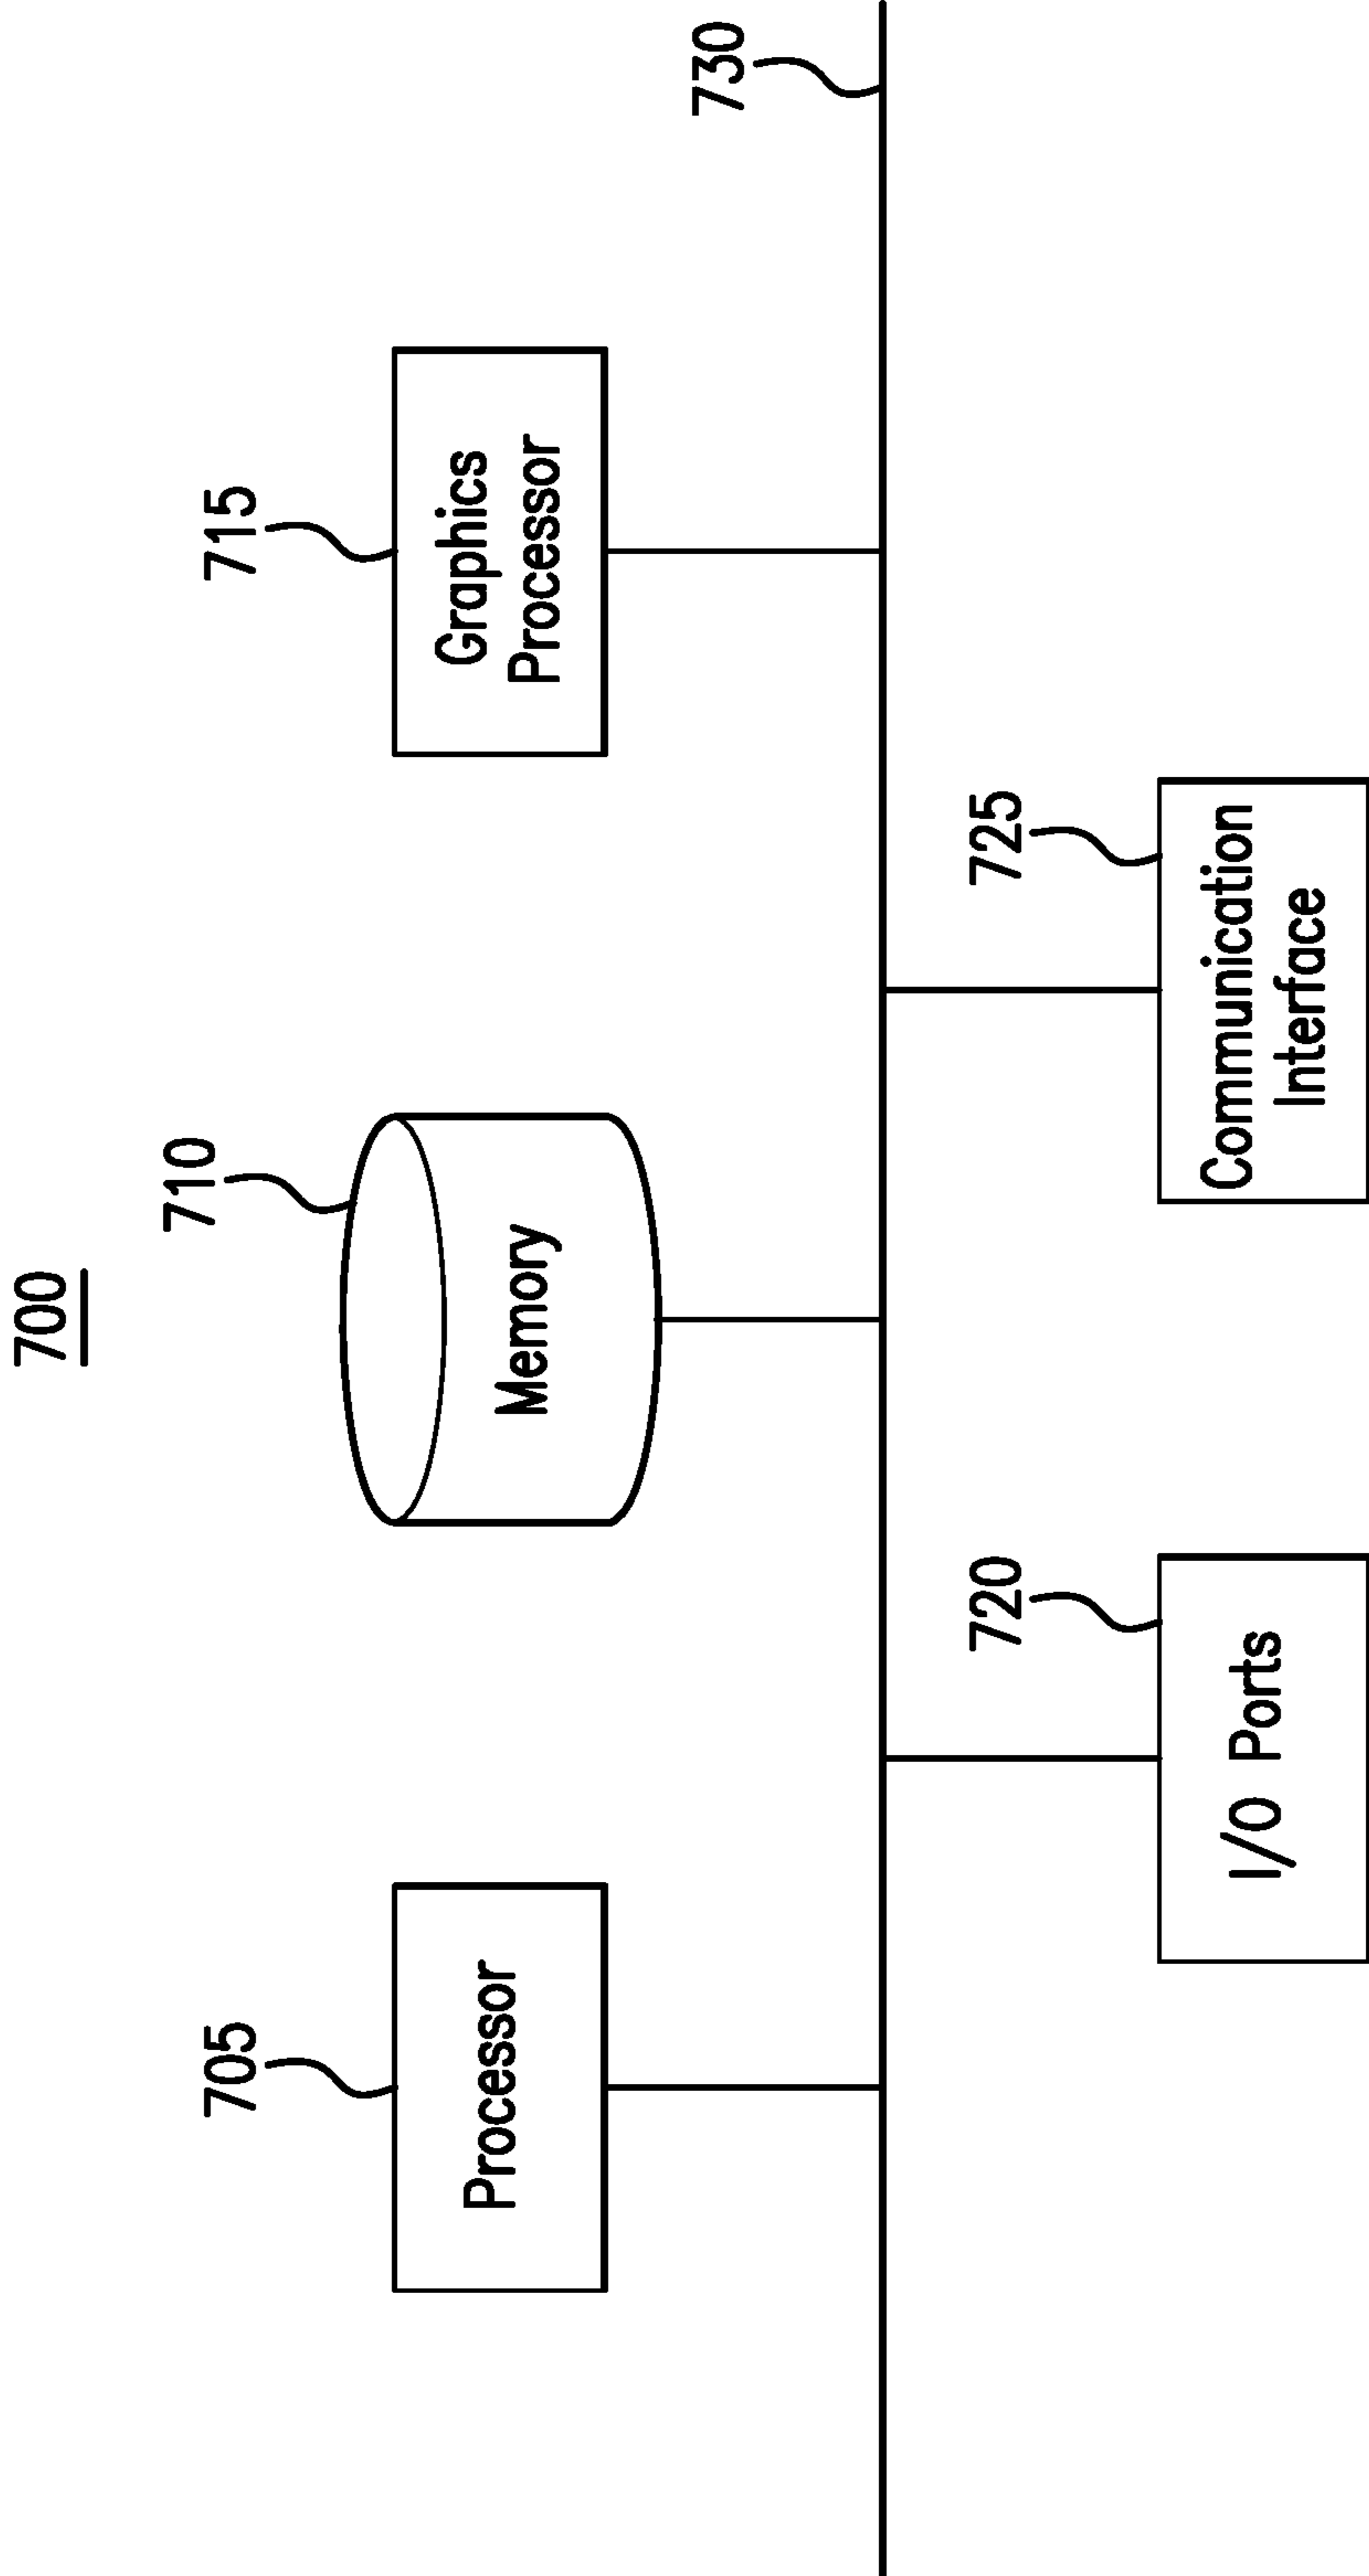 700
710
705
715
Processor
Memory
Graphics
Processor
730
720
725
I/O Ports
Communication
Interface